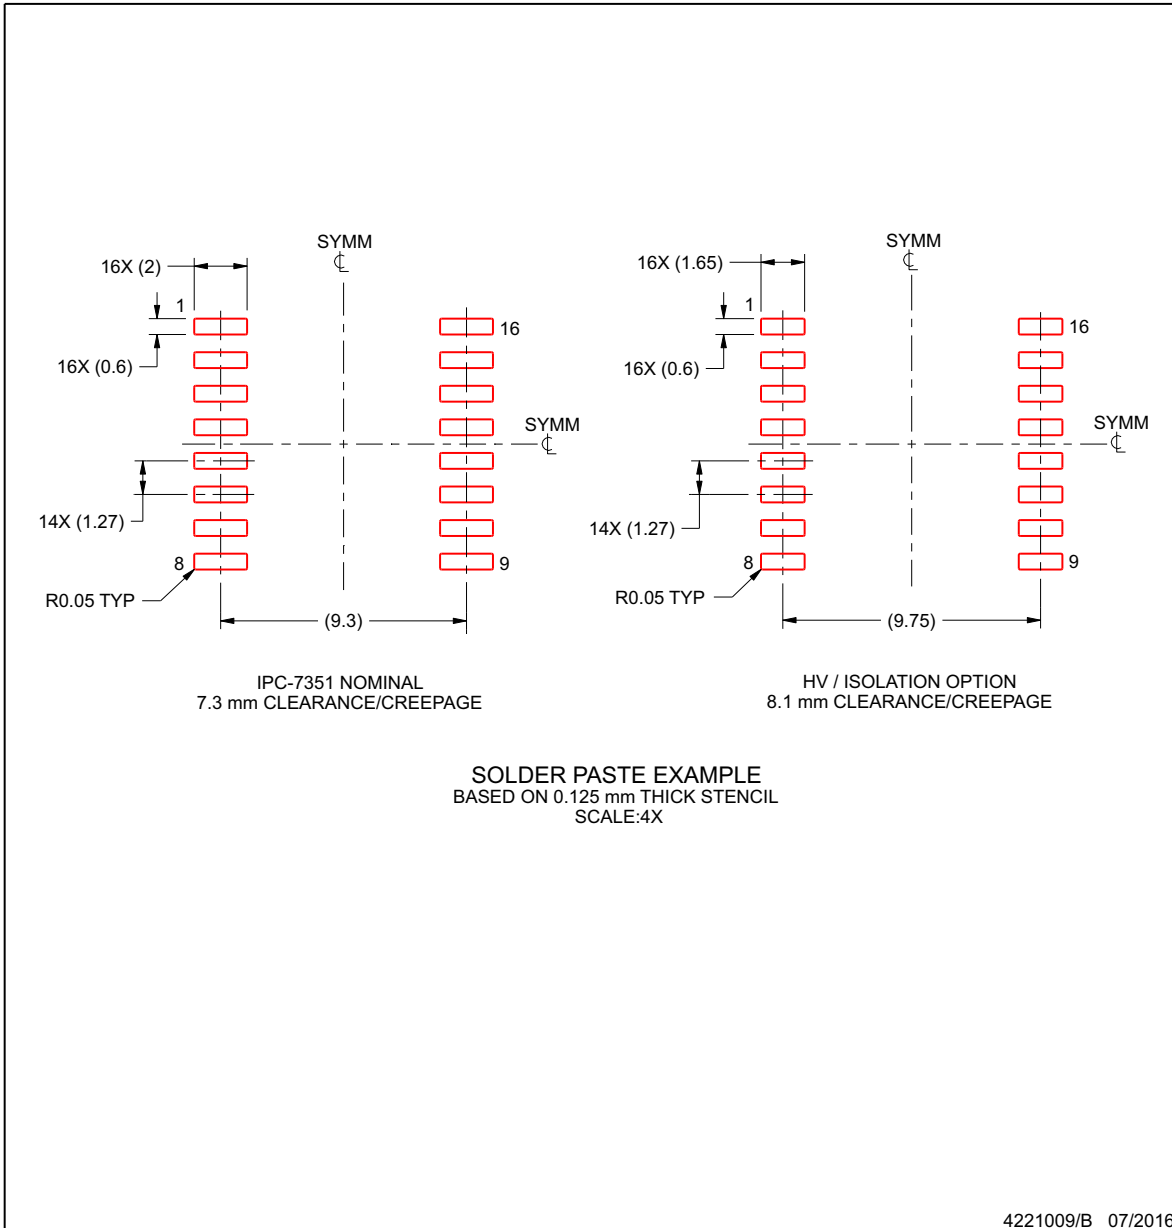 SYMM
℄
16X (2)
1
16
16X (0.6)
SYMM
℄
14X (1.27)
8
9
R0.05 TYP
(9.3)
IPC-7351 NOMINAL
7.3 mm CLEARANCE/CREEPAGE
SYMM
℄
16X (1.65)
1
16
16X (0.6)
SYMM
℄
14X (1.27)
8
9
R0.05 TYP
(9.75)
HV / ISOLATION OPTION
8.1 mm CLEARANCE/CREEPAGE
SOLDER PASTE EXAMPLE
BASED ON 0.125 mm THICK STENCIL
SCALE:4X
4221009/B 07/2016